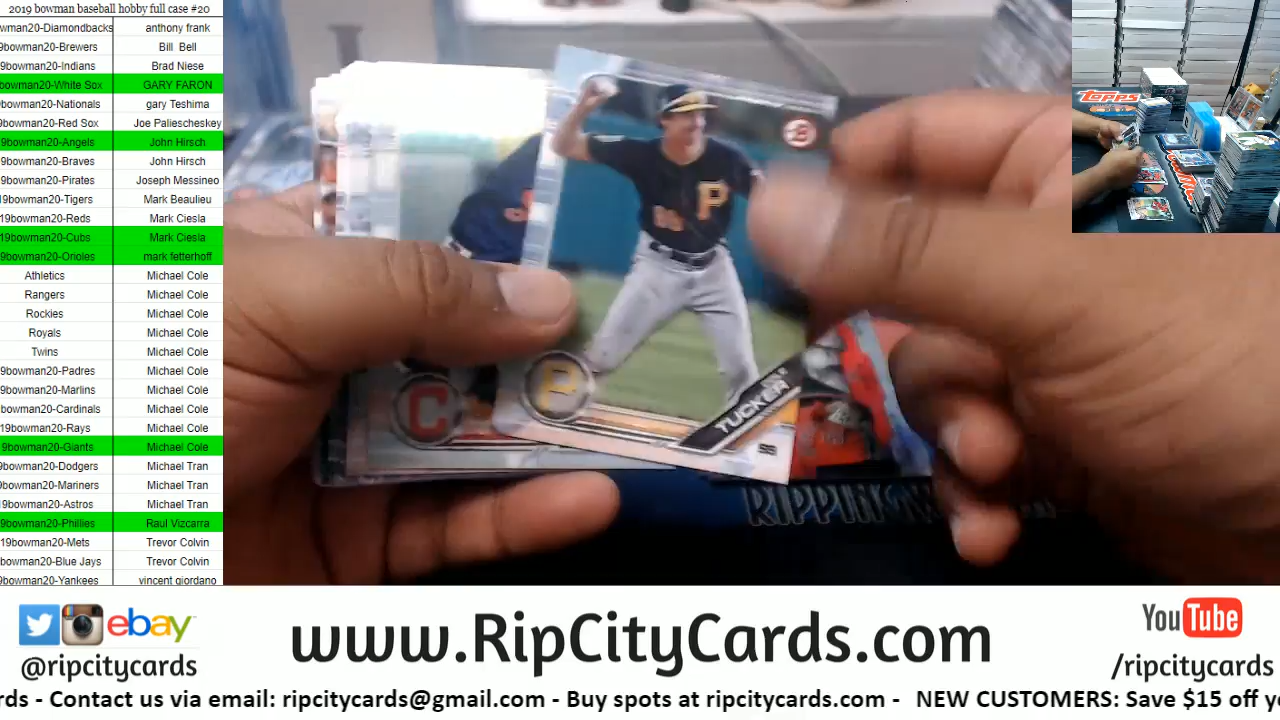 2019 bowman baseball hobby full case #20
wman20-Diamondbacks anthony frank
9bowman20-Brewers Bill Bell
9bowman20-Indians Brad Niese
bowman20-White Sox GARY FARON
9bowman20-Nationals gary Teshima
9bowman20-Red Sox Joe Paliescheskey
9bowman20-Angels John Hirsch
9bowman20-Braves John Hirsch
9bowman20-Pirates Joseph Messineo
9bowman20-Tigers Mark Beaulieu
19bowman20-Reds Mark Ciesla
19bowman20-Cubs Mark Ciesla
9bowman20-Orioles mark fetterhoff
Athletics Michael Cole
Rangers Michael Cole
Rockies Michael Cole
Royals Michael Cole
Twins Michael Cole
9bowman20-Padres Michael Cole
9bowman20-Marlins Michael Cole
9bowman20-Cardinals Michael Cole
19bowman20-Rays Michael Cole
9bowman20-Giants Michael Cole
9bowman20-Dodgers Michael Tran
9bowman20-Mariners Michael Tran
19bowman20-Astros Michael Tran
9bowman20-Phillies Raul Vizcarra
19bowman20-Mets Trevor Colvin
bowman20-Blue Jays Trevor Colvin
9bowman20-Yankees vincent giordano
P
C
P
TUCKER
SS
RIPPIN
topps
ebay
@ripcitycards
www.RipCityCards.com
YouTube
/ripcitycards
rds - Contact us via email: ripcitycards@gmail.com - Buy spots at ripcitycards.com - NEW CUSTOMERS: Save $15 off yo